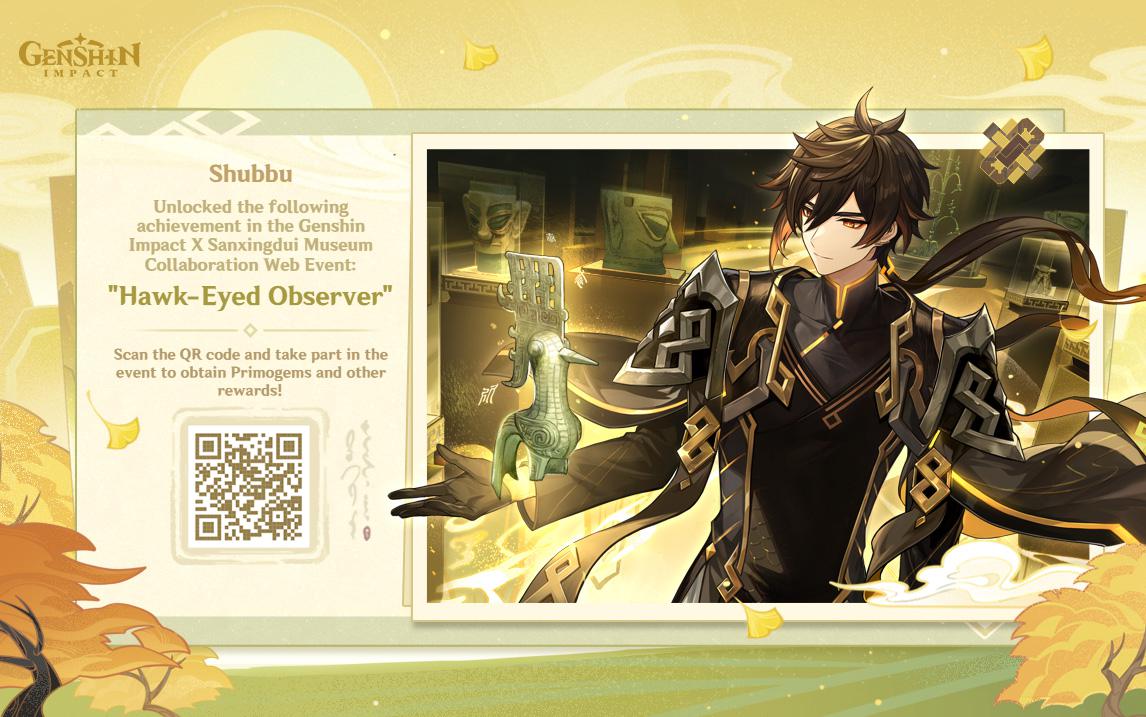 GENSHIN
IMPACT
Shubbu
Unlocked the following
achievement in the Genshin
Impact X Sanxingdui Museum
Collaboration Web Event:
"Hawk-Eyed Observer"
Scan the QR code and take part in the
event to obtain Primogems and other
rewards!